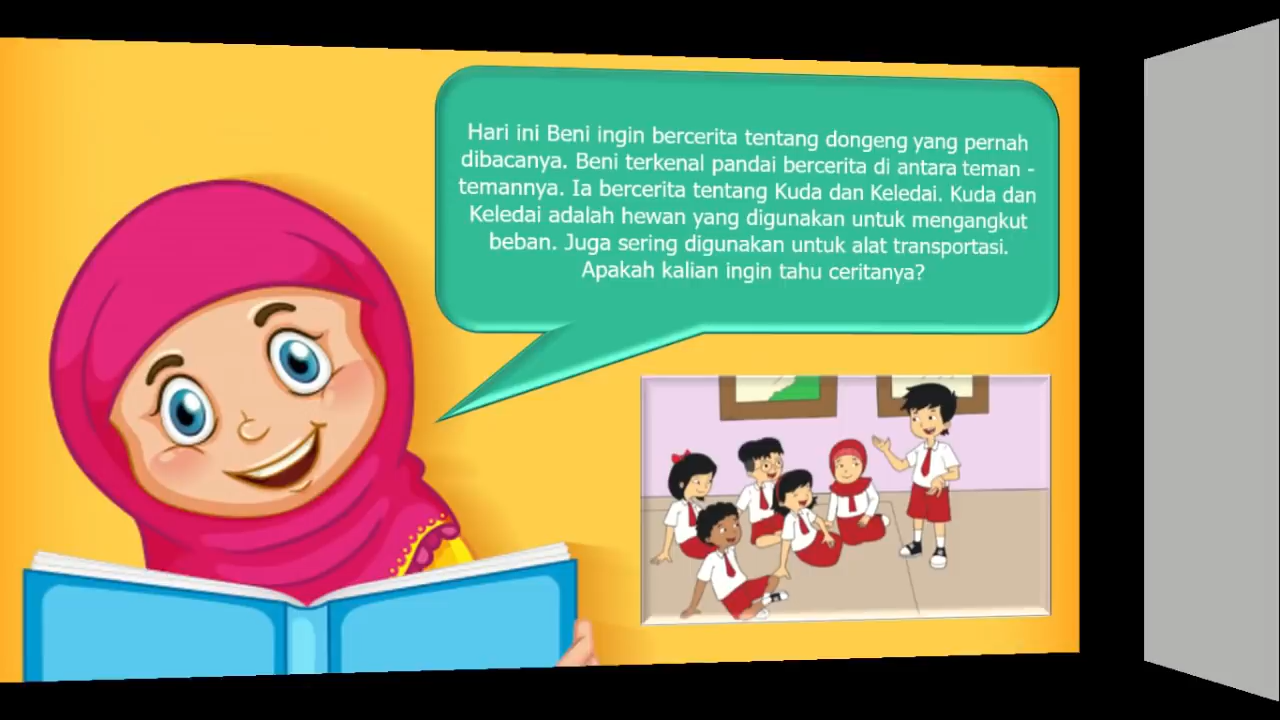 Hari ini Beni ingin bercerita tentang dongeng yang pernah
dibacanya. Beni terkenal pandai bercerita di antara teman -
temannya. Ia bercerita tentang Kuda dan Keledai. Kuda dan
Keledai adalah hewan yang digunakan untuk mengangkut
beban. Juga sering digunakan untuk alat transportasi.
Apakah kalian ingin tahu ceritanya?